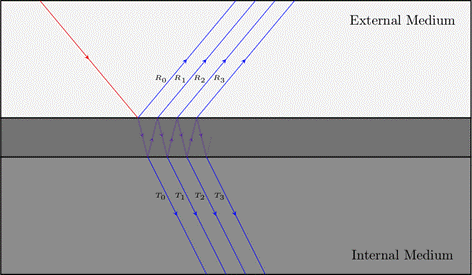 External Medium
R0 R1 R2 R3
T0 T1 T2 T3
Internal Medium